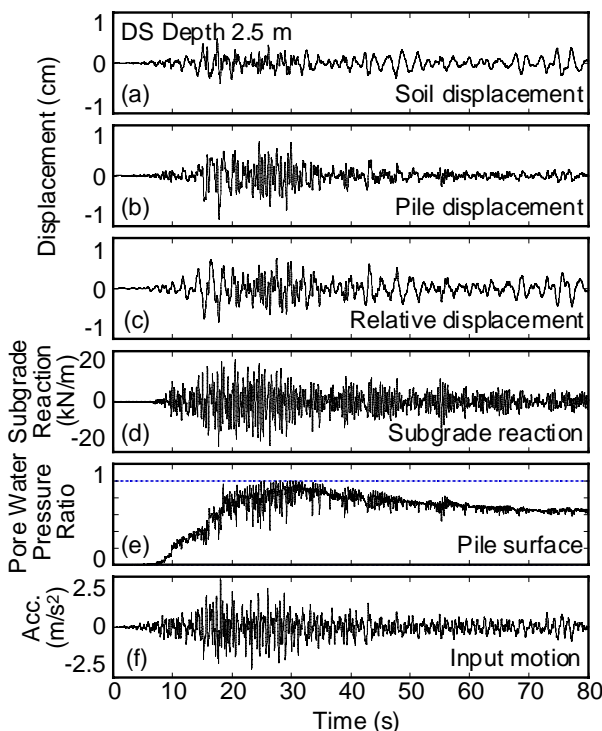 1
DS Depth 2.5 m
0
-1
(a)
Soil displacement
1
0
-1
(b)
Pile displacement
Displacement (cm)
1
0
-1
(c)
Relative displacement
20
0
-20
Subgrade
Reaction
(kN/m)
(d)
Subgrade reaction
1
0
Pore Water
Pressure
Ratio
(e)
Pile surface
2.5
0
-2.5
Acc.
(m/s²)
(f)
Input motion
0 10 20 30 40 50 60 70 80
Time (s)